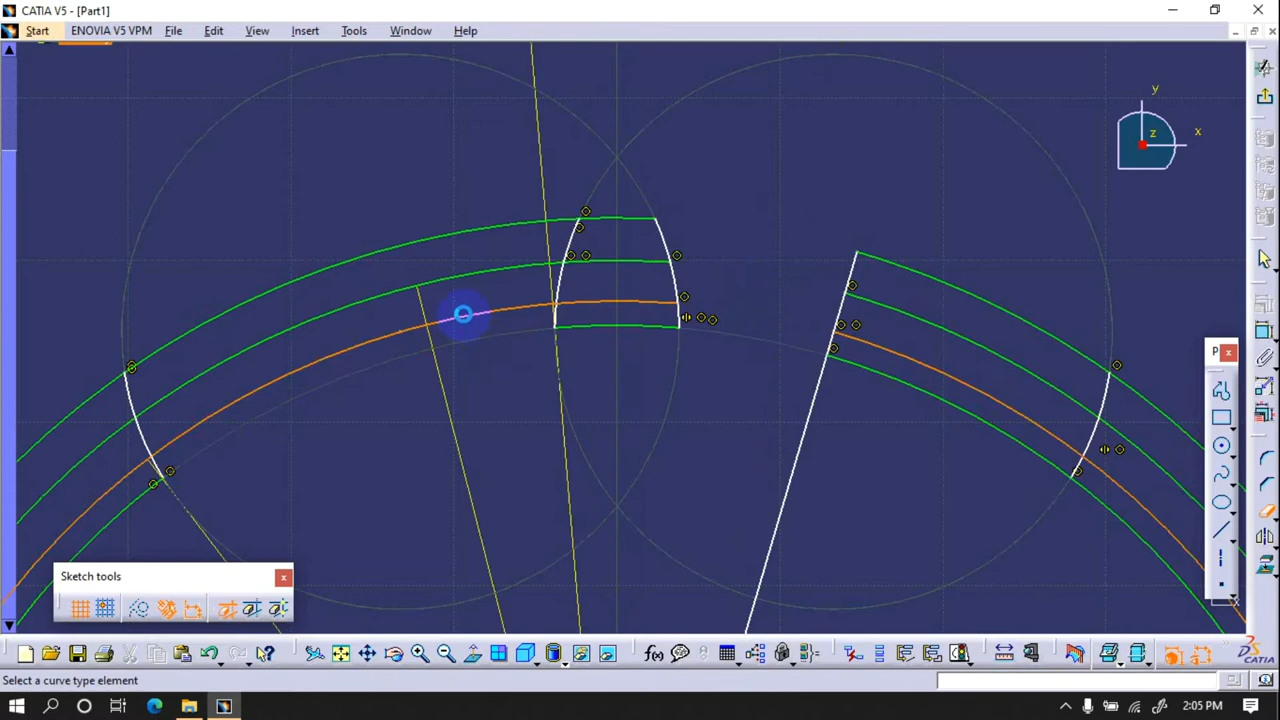 CATIA V5 - [Part1]
Start ENOVIA V5 VPM File Edit View Insert Tools Window Help
y
z x
P
Sketch tools
f(x)
CATIA
Select a curve type element
2:05 PM